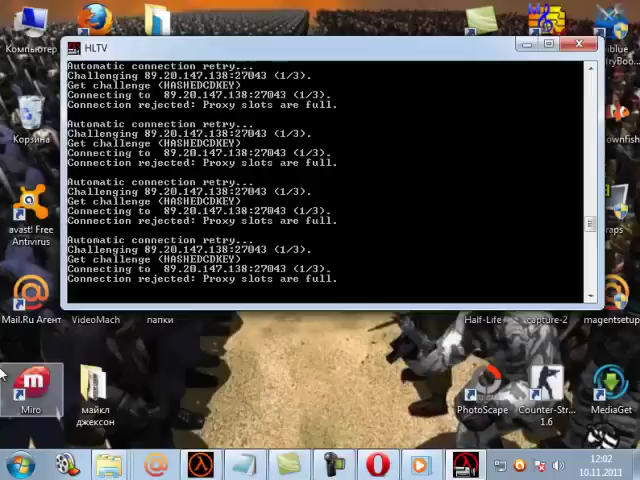 HLTV
Automatic connection retry...
Challenging 89.20.147.138:27043 (1/3).
Get challenge (HASHEDCDKEY)
Connecting to  89.20.147.138:27043 (1/3).
Connection rejected: Proxy slots are full.
Automatic connection retry...
Challenging 89.20.147.138:27043 (1/3).
Get challenge (HASHEDCDKEY)
Connecting to  89.20.147.138:27043 (1/3).
Connection rejected: Proxy slots are full.
Automatic connection retry...
Challenging 89.20.147.138:27043 (1/3).
Get challenge (HASHEDCDKEY)
Connecting to  89.20.147.138:27043 (1/3).
Connection rejected: Proxy slots are full.
Automatic connection retry...
Challenging 89.20.147.138:27043 (1/3).
Get challenge (HASHEDCDKEY)
Connecting to  89.20.147.138:27043 (1/3).
Connection rejected: Proxy slots are full.
Компьютер
Корзина
avast! Free
Antivirus
Mail.Ru Агент
VideoMach
папки
Half-Life
capture-2
magentsetup
Miro
майкл
джексон
PhotoScape
Counter-Str...
1.6
MediaGet
12:02
10.11.2011